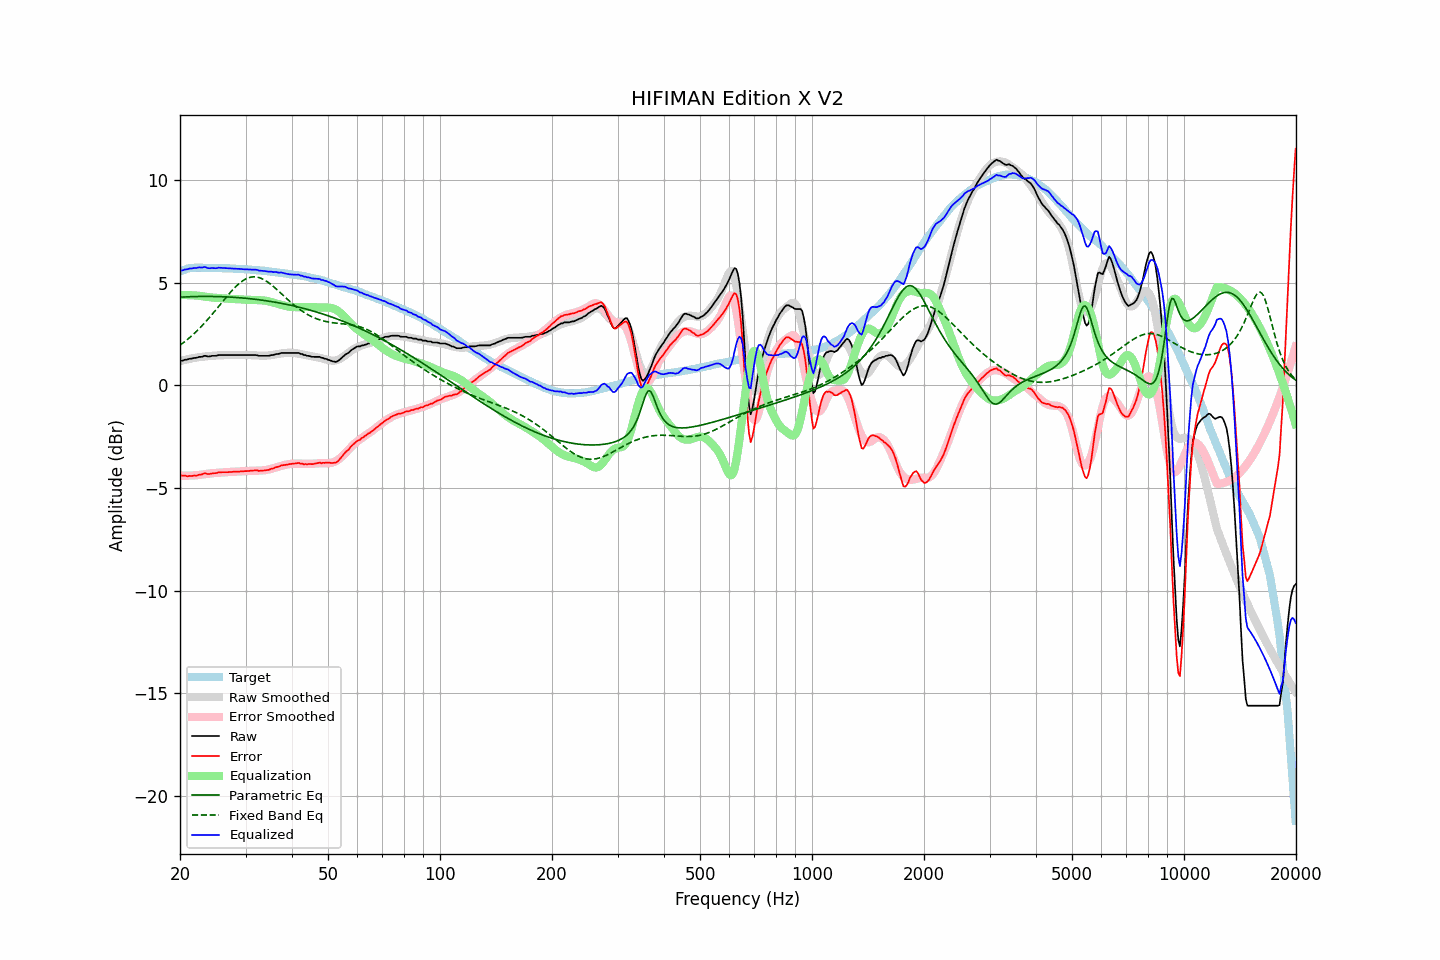 HIFIMAN Edition X V2
Amplitude (dBr)
10
5
0
−5
−10
−15
−20
Target
Raw Smoothed
Error Smoothed
Raw
Error
Equalization
Parametric Eq
Fixed Band Eq
Equalized
20 50 100 200 500 1000 2000 5000 10000 20000
Frequency (Hz)